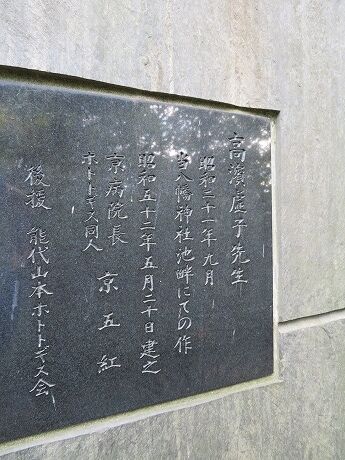 高濱虚子先生
昭和二十一年九月
当八幡神社池畔にての作
昭和五十二年五月二十日建之
京病院長 京五紅
ホトトギス同人
後援 能代山本ホトトギス会